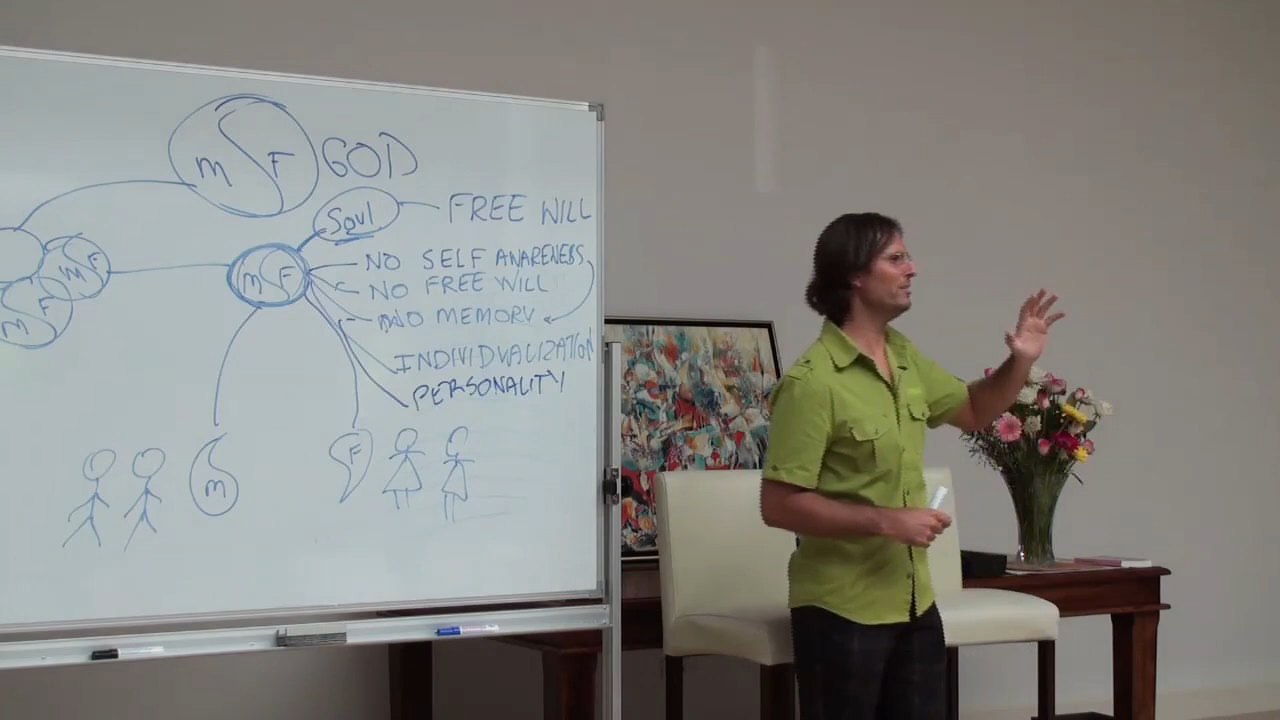 M F GOD
Soul FREE WILL
NO SELF AWARENESS
M F
M F
NO FREE WILL
M F
NO MEMORY
INDIVIDUALIZATION
PERSONALITY
M
F